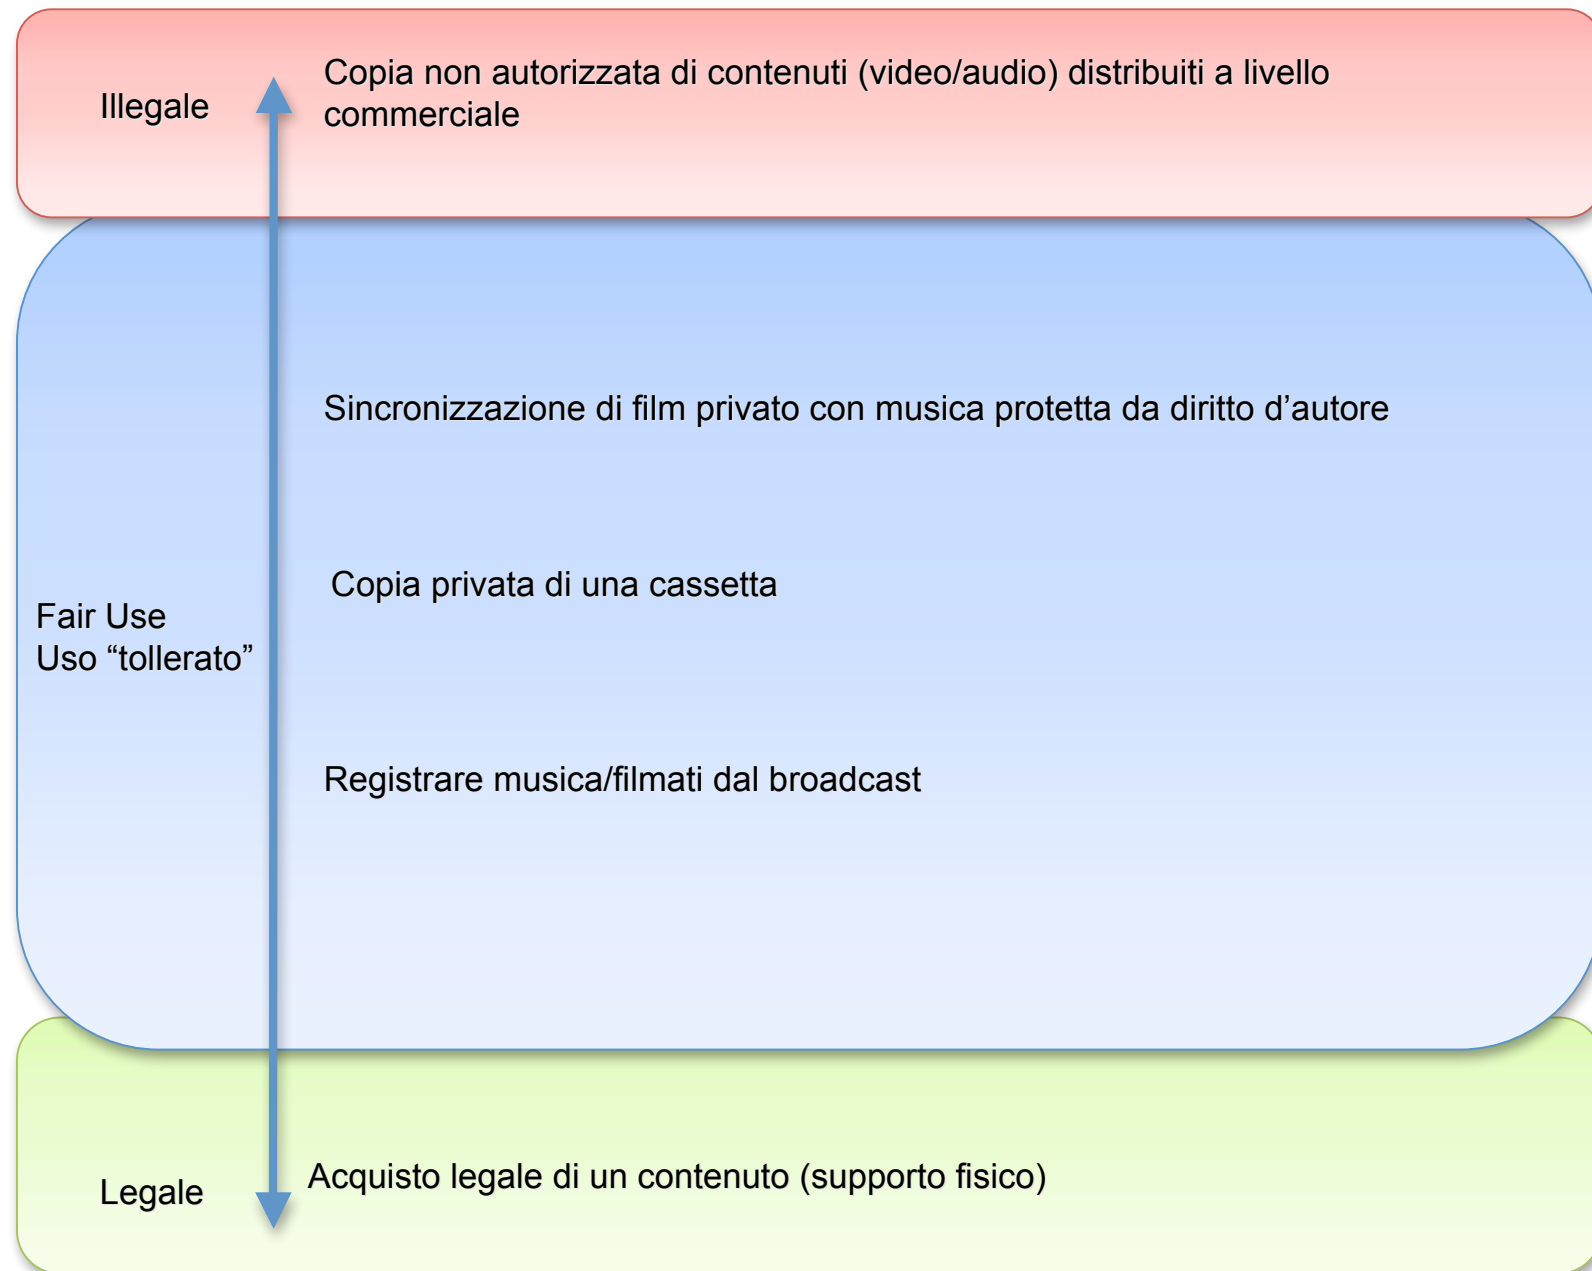 Illegale
Copia non autorizzata di contenuti (video/audio) distribuiti a livello
commerciale
Sincronizzazione di film privato con musica protetta da diritto d’autore
Copia privata di una cassetta
Fair Use
Uso “tollerato”
Registrare musica/filmati dal broadcast
Legale
Acquisto legale di un contenuto (supporto fisico)